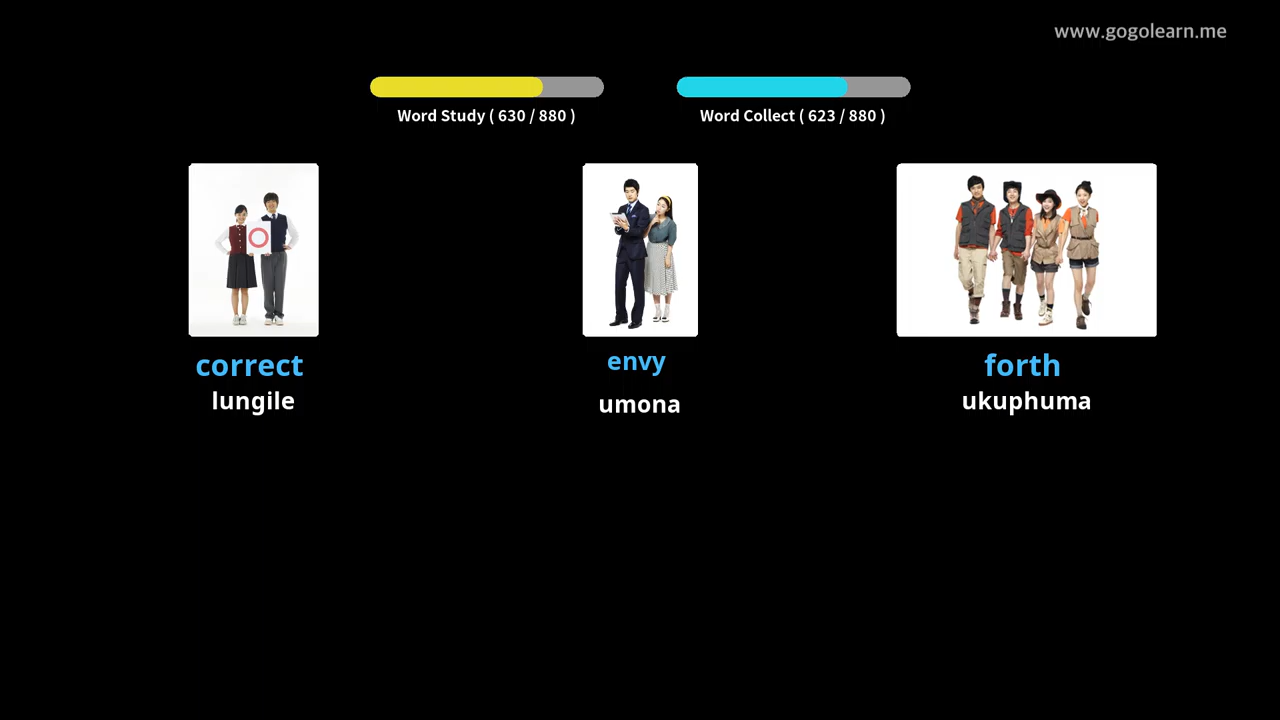 www.gogolearn.me
Word Study ( 630 / 880 )
Word Collect ( 623 / 880 )
correct
lungile
envy
umona
forth
ukuphuma